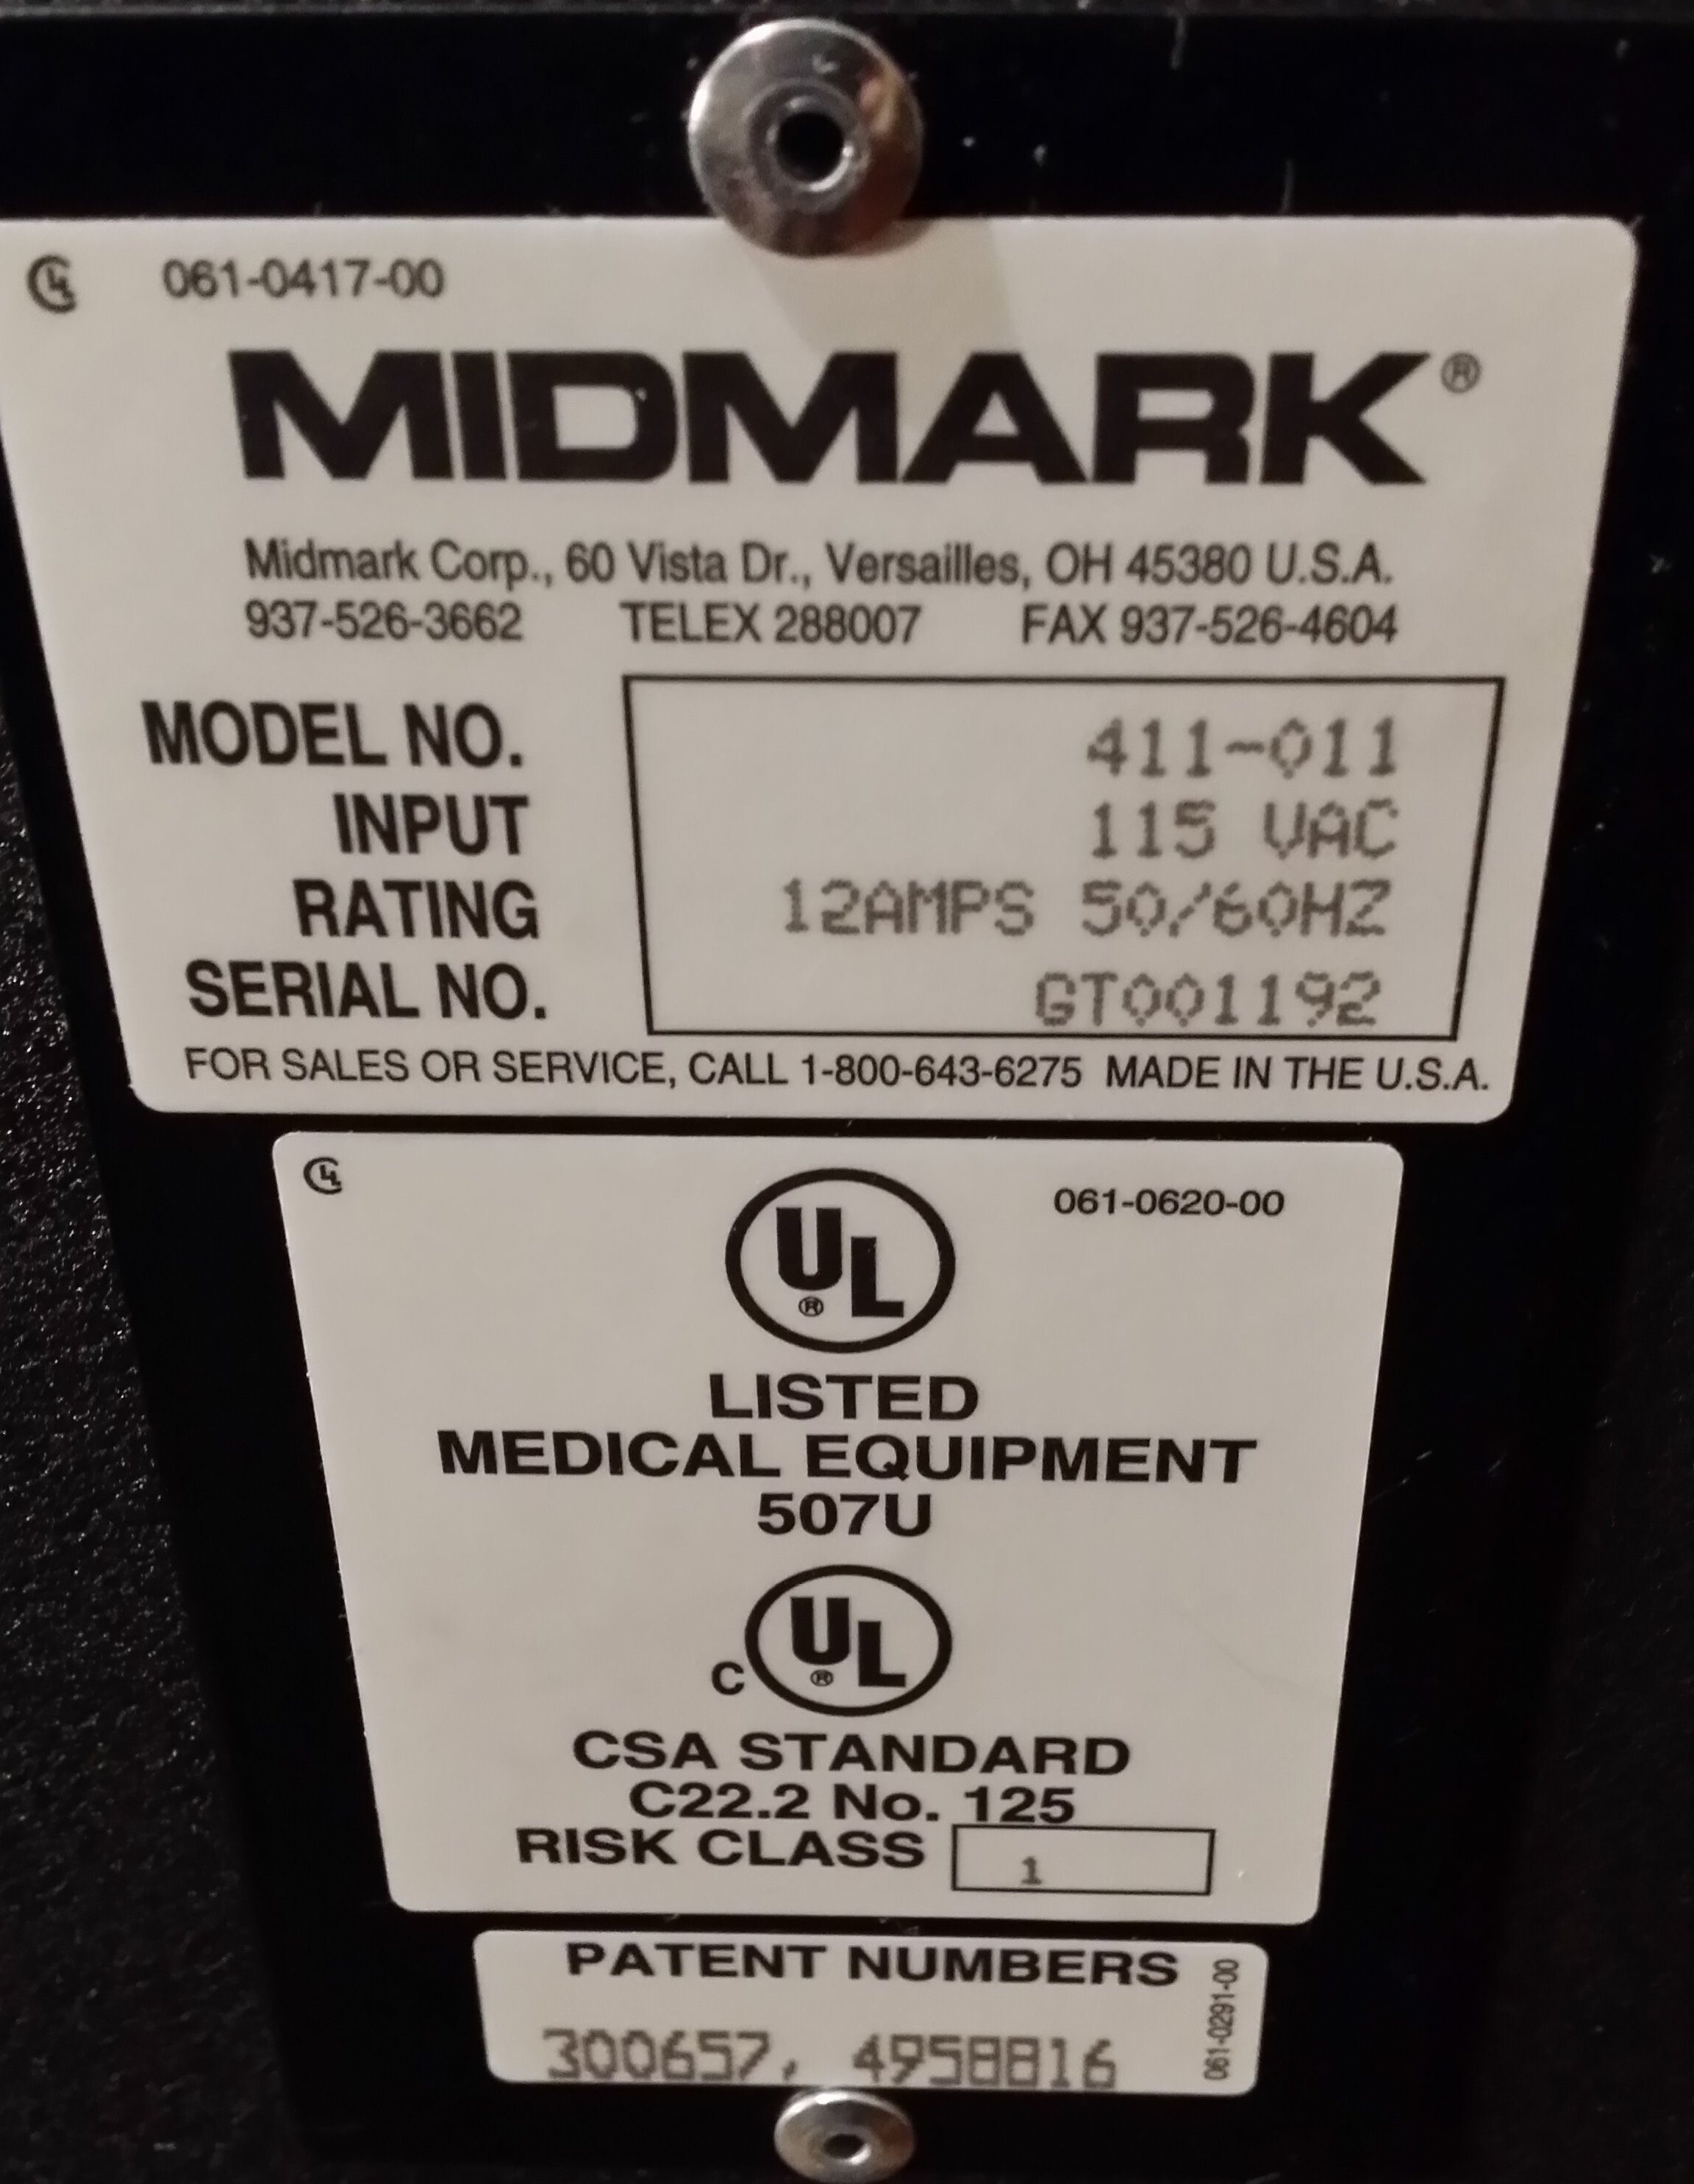 061-0417-00
MIDMARK®
Midmark Corp., 60 Vista Dr., Versailles, OH 45380 U.S.A.
937-526-3662 TELEX 288007 FAX 937-526-4604
MODEL NO. 411-011
INPUT 115 VAC
RATING 12AMPS 50/60HZ
SERIAL NO. GT001192
FOR SALES OR SERVICE, CALL 1-800-643-6275 MADE IN THE U.S.A.
061-0620-00
UL®
LISTED
MEDICAL EQUIPMENT
507U
C UL®
CSA STANDARD
C22.2 No. 125
RISK CLASS 1
PATENT NUMBERS
300657, 4958816
061-0291-00